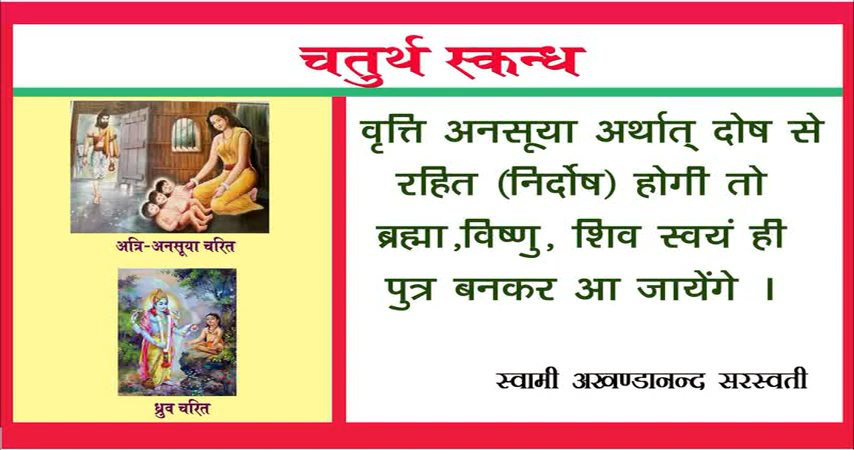 चतुर्थ स्कन्ध
अत्रि-अनसूया चरित
ध्रुव चरित
वृत्ति अनसूया अर्थात् दोष से
रहित (निर्दोष) होगी तो
ब्रह्मा,विष्णु, शिव स्वयं ही
पुत्र बनकर आ जायेंगे ।
स्वामी अखण्डानन्द सरस्वती